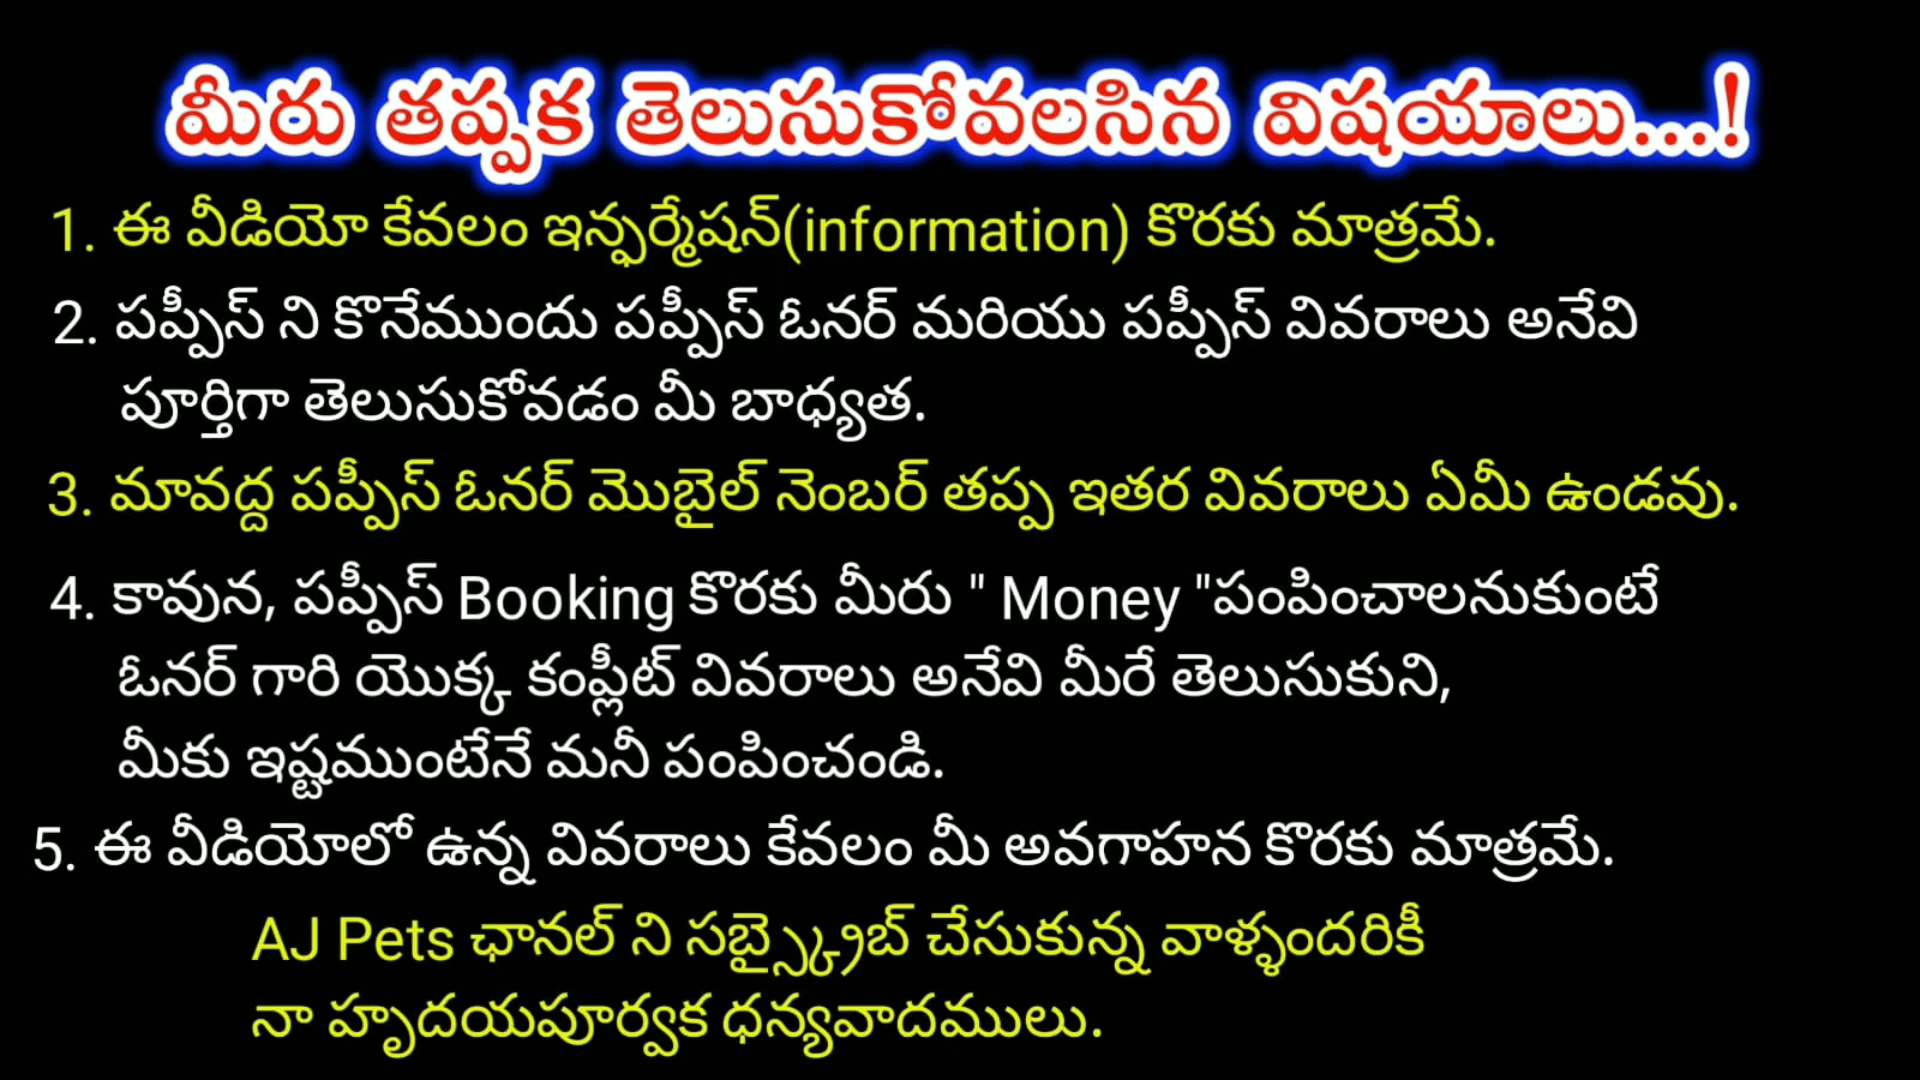 మీరు తప్పక తెలుసుకోవలసిన విషయాలు...!
1. ఈ వీడియో కేవలం ఇన్ఫర్మేషన్(information) కొరకు మాత్రమే.
2. పప్పీస్ ని కొనేముందు పప్పీస్ ఓనర్ మరియు పప్పీస్ వివరాలు అనేవి
పూర్తిగా తెలుసుకోవడం మీ బాధ్యత.
3. మావద్ద పప్పీస్ ఓనర్ మొబైల్ నెంబర్ తప్ప ఇతర వివరాలు ఏమీ ఉండవు.
4. కావున, పప్పీస్ Booking కొరకు మీరు " Money "పంపించాలనుకుంటే
ఓనర్ గారి యొక్క కంప్లీట్ వివరాలు అనేవి మీరే తెలుసుకుని,
మీకు ఇష్టముంటేనే మనీ పంపించండి.
5. ఈ వీడియోలో ఉన్న వివరాలు కేవలం మీ అవగాహన కొరకు మాత్రమే.
AJ Pets ఛానల్ ని సబ్స్క్రైబ్ చేసుకున్న వాళ్ళందరికీ
నా హృదయపూర్వక ధన్యవాదములు.